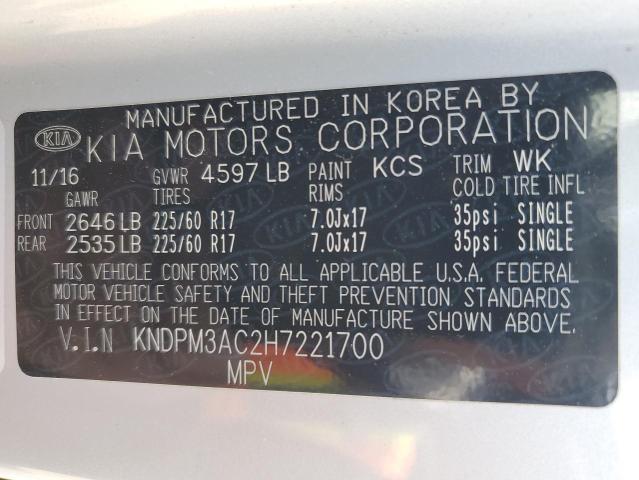 MANUFACTURED IN KOREA BY
KIA KIA MOTORS CORPORATION
11/16 GVWR 4597 LB PAINT KCS TRIM WK
GAWR TIRES RIMS COLD TIRE INFL
FRONT 2646 LB 225/60 R17 7.0Jx17 35psi SINGLE
REAR 2535 LB 225/60 R17 7.0Jx17 35psi SINGLE
THIS VEHICLE CONFORMS TO ALL APPLICABLE U.S.A. FEDERAL
MOTOR VEHICLE SAFETY AND THEFT PREVENTION STANDARDS
IN EFFECT ON THE DATE OF MANUFACTURE SHOWN ABOVE.
V.I.N KNDPM3AC2H7221700
MPV